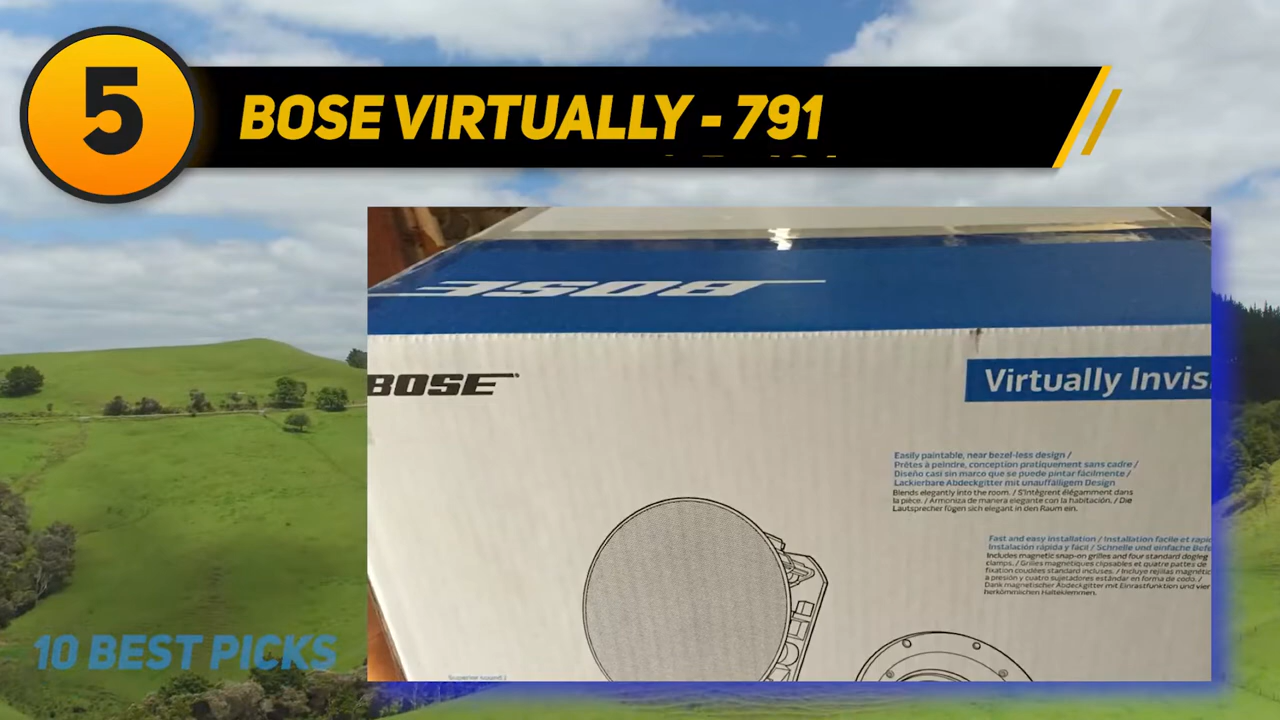 5
BOSE VIRTUALLY - 791
BOSE
BOSE
Virtually Invis
Easily paintable, near bezel-less design /
Prêtes à peindre, conception pratiquement sans cadre /
Diseño casi sin marco que se puede pintar fácilmente /
Lackierbare Abdeckgitter mit unauffälligem Design
Blends elegantly into the room. / S'intègrent élégamment dans
la pièce. / Armoniza de manera elegante con la habitación. / Die
Lautsprecher fügen sich elegant in den Raum ein.
Fast and easy installation / Installation facile et rapi
Instalación rápida y fácil / Schnelle und einfache Befe
Includes magnetic snap-on grilles and four standard dogleg
clamps. / Grilles magnétiques clipsables et quatre pattes de
fixation coudées standard incluses. / Incluye rejillas magnétic
a presión y cuatro sujetadores estándar en forma de codo. /
Dank magnetischer Abdeckgitter mit Einrastfunktion und vier
herkömmlichen Halteklemmen.
10 BEST PICKS